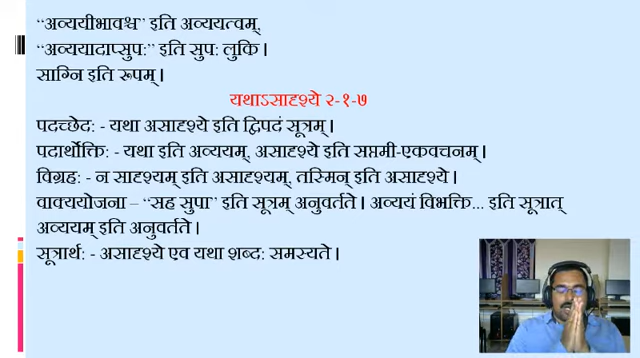 “अव्ययीभावश्च” इति अव्ययत्वम्,
“अव्ययादाप्सुप:” इति सुप: लुकि।
साग्नि इति रूपम्।
यथाऽसादृश्ये २-१-७
पदच्छेद: - यथा असादृश्ये इति द्विपदं सूत्रम्।
पदार्थोक्ति: - यथा इति अव्ययम्, असादृश्ये इति सप्तमी-एकवचनम्।
विग्रह: - न सादृश्यम् इति असादृश्यम्, तस्मिन् इति असादृश्ये।
वाक्ययोजना – “सह सुपा” इति सूत्रम् अनुवर्तते। अव्ययं विभक्ति... इति सूत्रात्
अव्ययम् इति अनुवर्तते।
सूत्रार्थ: - असादृश्ये एव यथा शब्द: समस्यते।